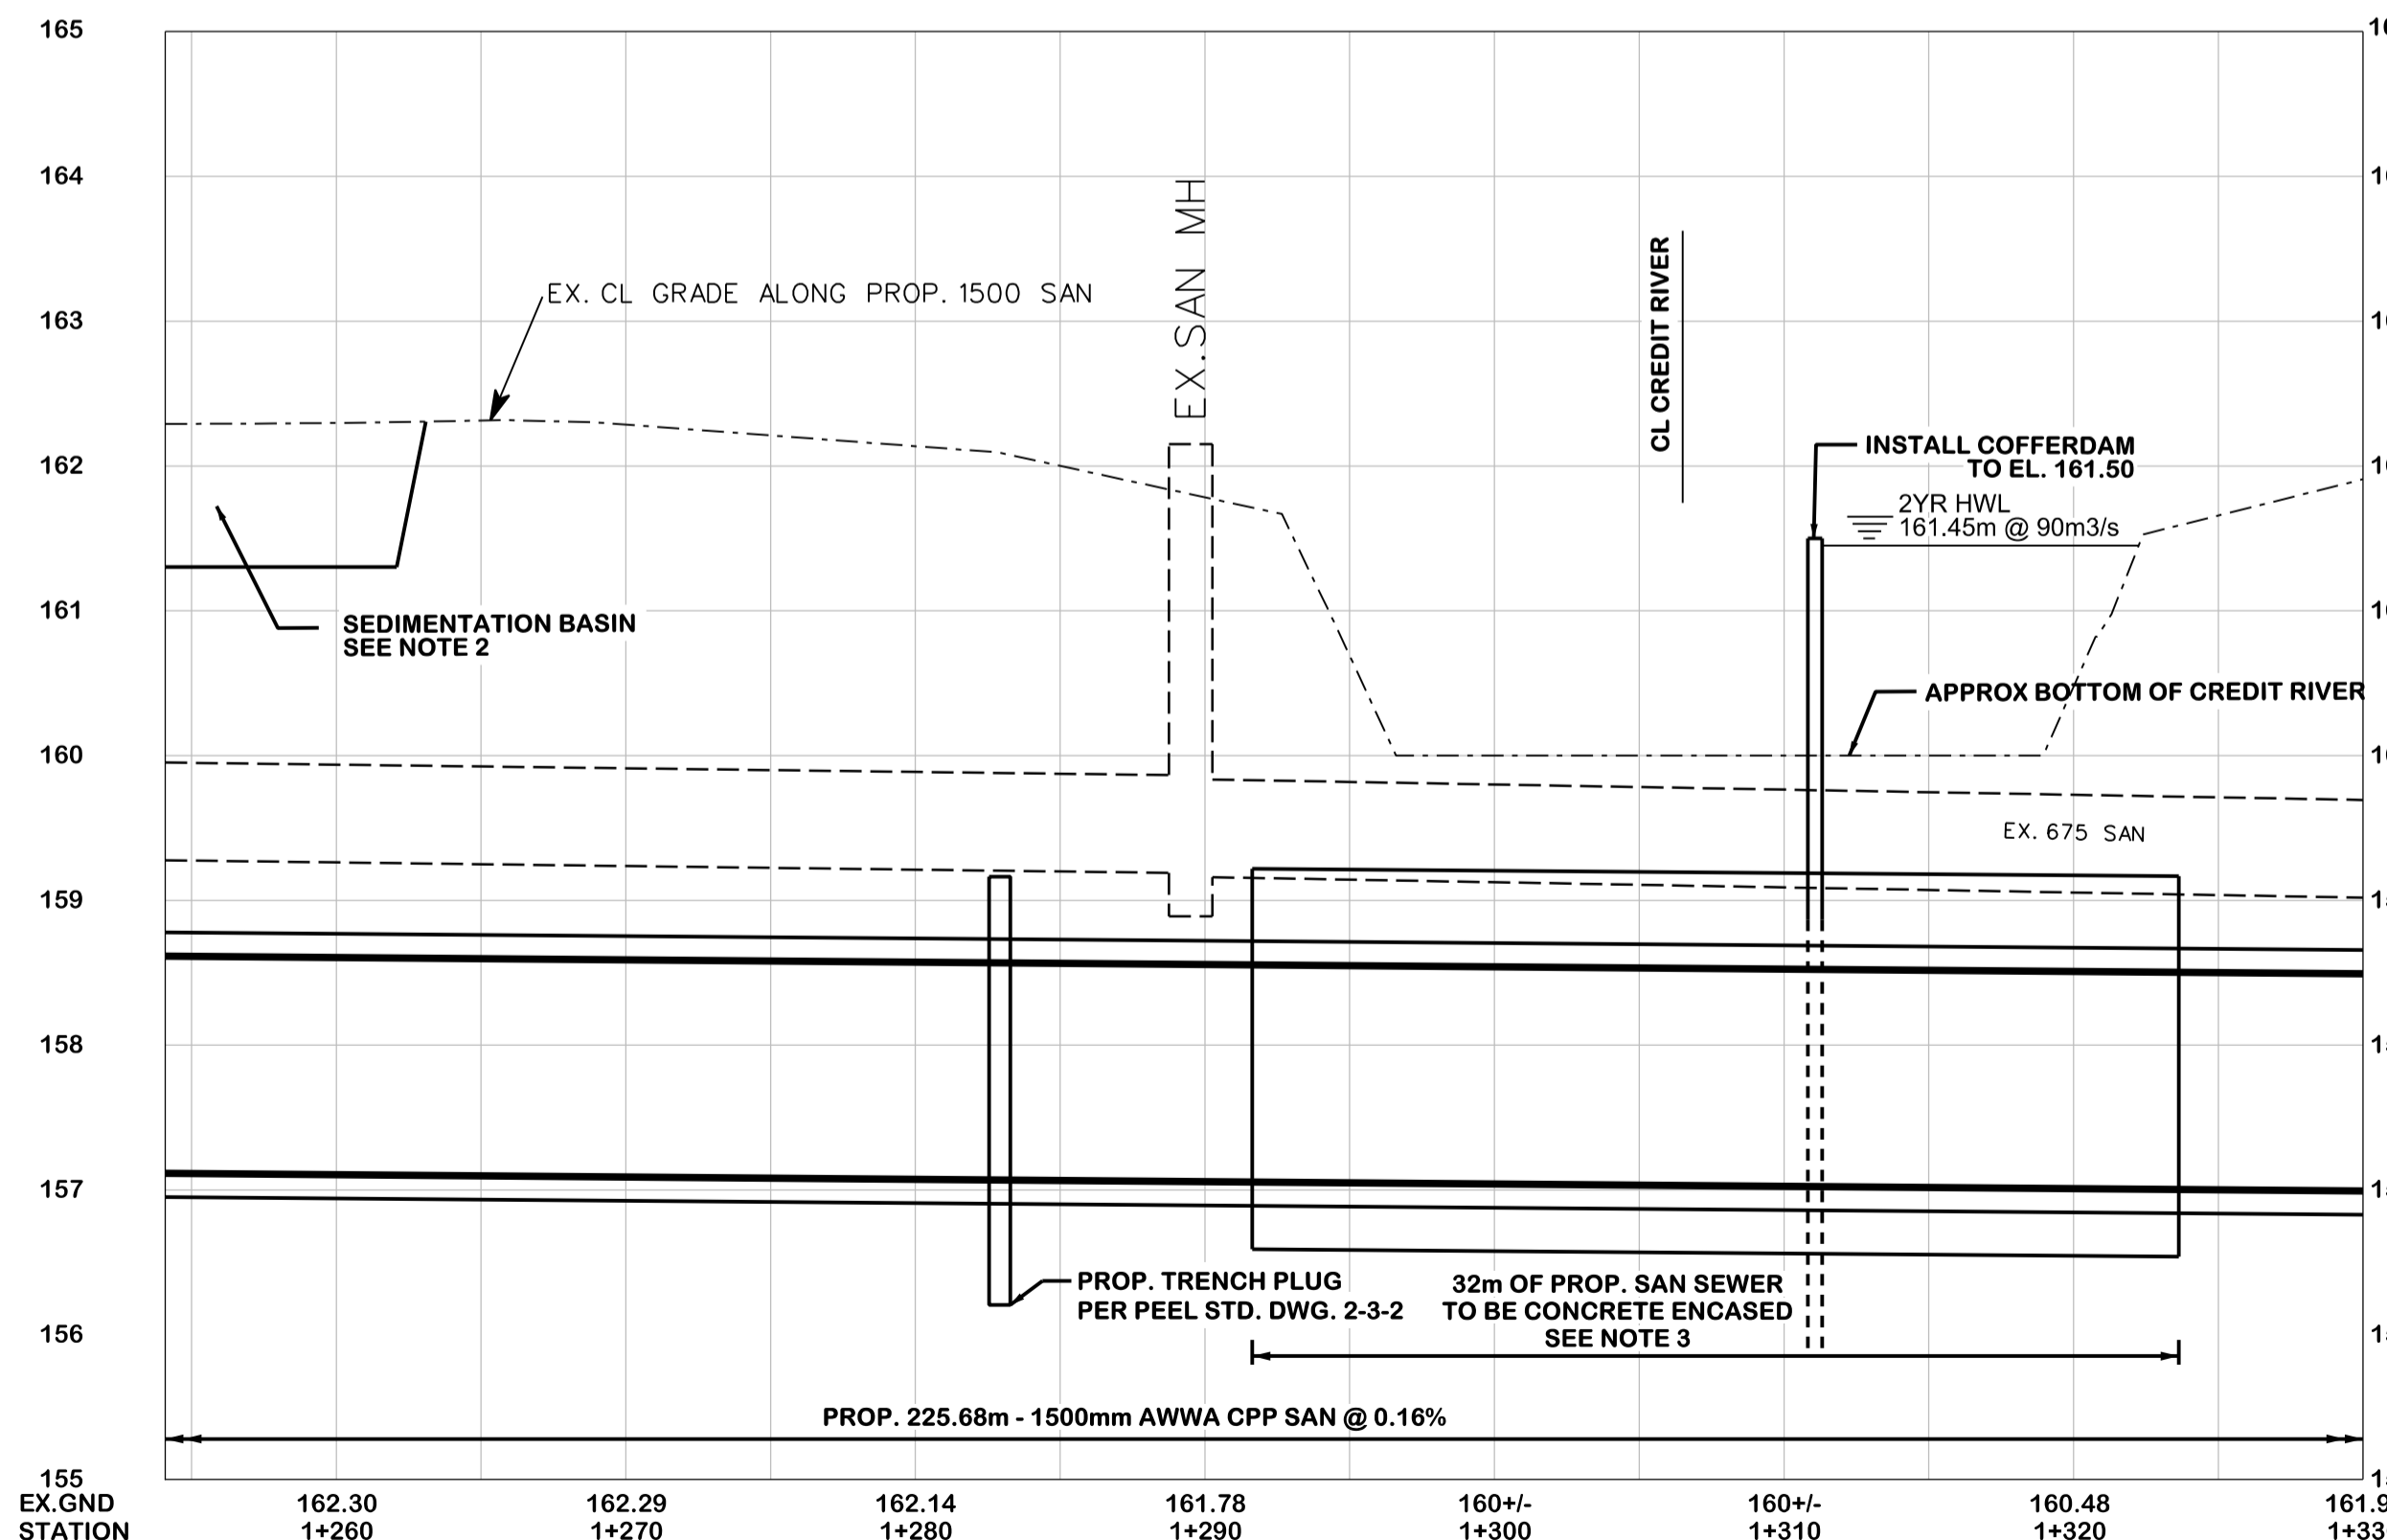 165
164
163
162
161
160
159
158
157
156
155
EX. CL GRADE ALONG PROP. 1500 SAN
EX.SAN MH
CL CREDIT RIVER
INSTALL COFFERDAM
TO EL. 161.50
2YR HWL
161.45m @ 90m3/s
SEDIMENTATION BASIN
SEE NOTE 2
APPROX BOTTOM OF CREDIT RIVER
EX. 675 SAN
PROP. TRENCH PLUG
PER PEEL STD. DWG. 2-3-2
32m OF PROP. SAN SEWER
TO BE CONCRETE ENCASED
SEE NOTE 3
PROP. 225.68m - 1500mm AWWA CPP SAN @ 0.16%
EX.GND 162.30 162.29 162.14 161.78 160+/- 160+/- 160.48 161.9
STATION 1+260 1+270 1+280 1+290 1+300 1+310 1+320 1+33